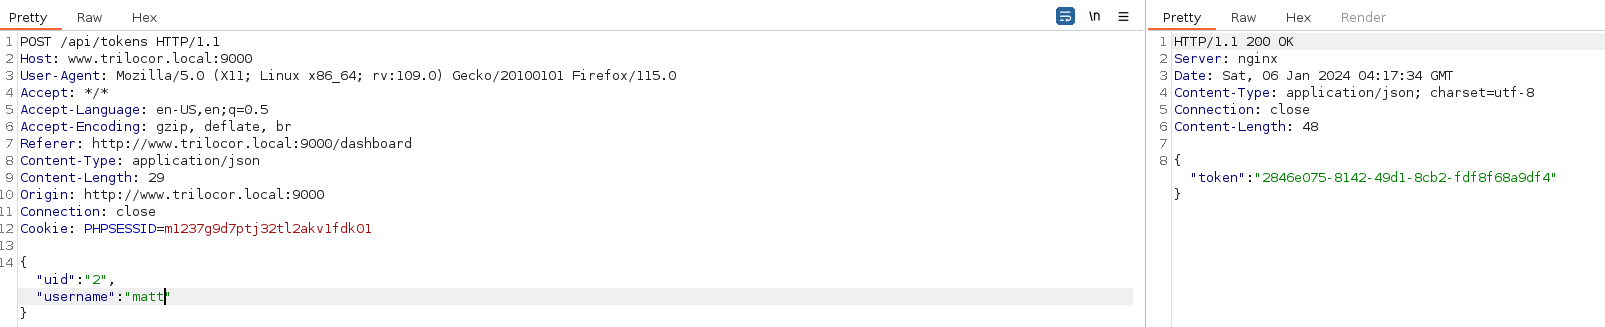 Pretty Raw Hex \n
1 POST /api/tokens HTTP/1.1
2 Host: www.trilocor.local:9000
3 User-Agent: Mozilla/5.0 (X11; Linux x86_64; rv:109.0) Gecko/20100101 Firefox/115.0
4 Accept: */*
5 Accept-Language: en-US,en;q=0.5
6 Accept-Encoding: gzip, deflate, br
7 Referer: http://www.trilocor.local:9000/dashboard
8 Content-Type: application/json
9 Content-Length: 29
10 Origin: http://www.trilocor.local:9000
11 Connection: close
12 Cookie: PHPSESSID=m1237g9d7ptj32tl2akv1fdk01
13
14 {
"uid":"2",
"username":"matt"
}
Pretty Raw Hex Render
1 HTTP/1.1 200 OK
2 Server: nginx
3 Date: Sat, 06 Jan 2024 04:17:34 GMT
4 Content-Type: application/json; charset=utf-8
5 Connection: close
6 Content-Length: 48
7
8 {
"token":"2846e075-8142-49d1-8cb2-fdf8f68a9df4"
}